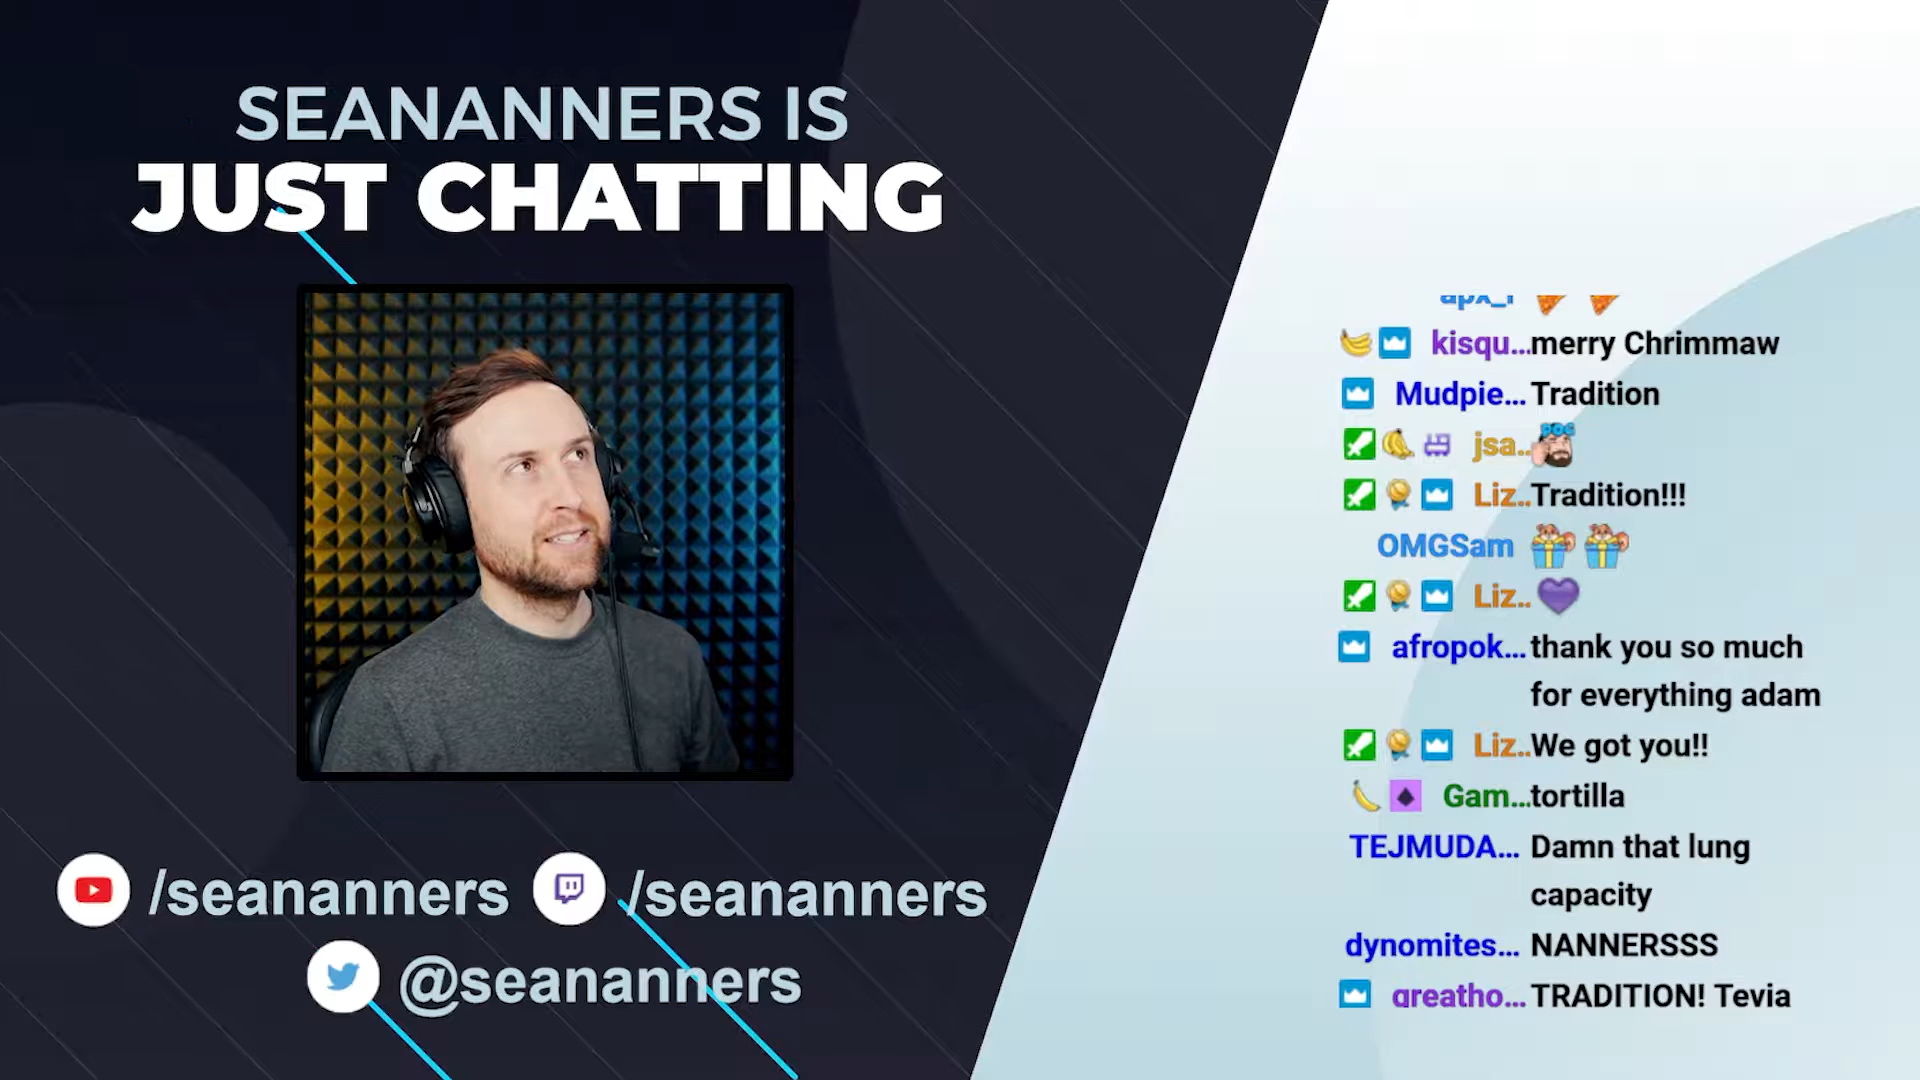 SEANANNERS IS
JUST CHATTING
/seananners /seananners
@seananners
kisqu...merry Chrimmaw
Mudpie... Tradition
jsa..
Liz..Tradition!!!
OMGSam
Liz..
afropok... thank you so much
for everything adam
Liz..We got you!!
Gam...tortilla
TEJMUDA... Damn that lung
capacity
dynomites... NANNERSSS
greatho... TRADITION! Tevia